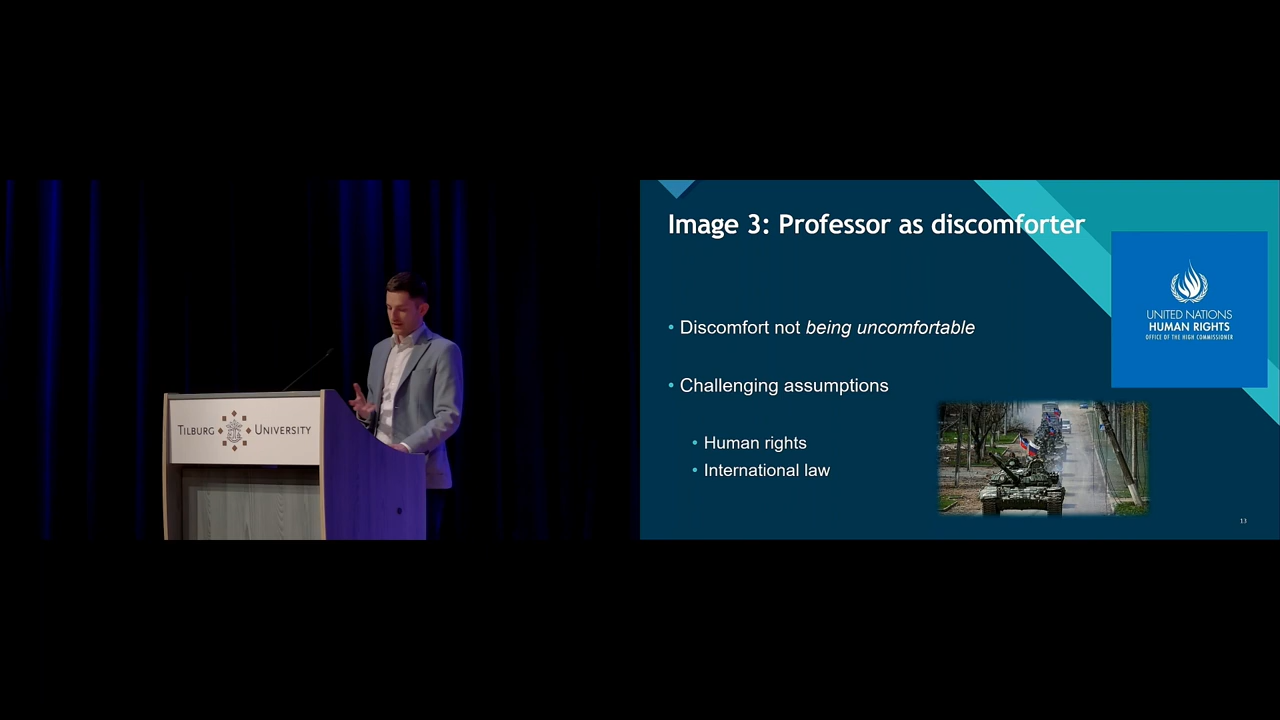 TILBURG UNIVERSITY
Image 3: Professor as discomforter
UNITED NATIONS
HUMAN RIGHTS
OFFICE OF THE HIGH COMMISSIONER
• Discomfort not being uncomfortable
• Challenging assumptions
• Human rights
• International law
13